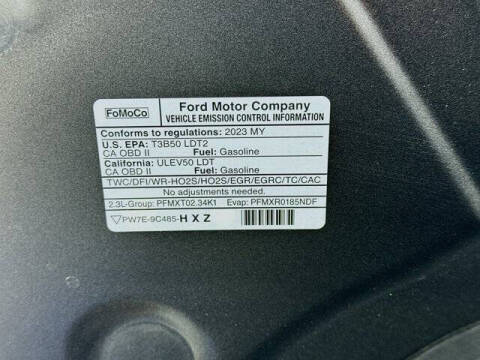 FoMoCo
Ford Motor Company
VEHICLE EMISSION CONTROL INFORMATION
Conforms to regulations: 2023 MY
U.S. EPA: T3B50 LDT2
CA OBD II Fuel: Gasoline
California: ULEV50 LDT
CA OBD II Fuel: Gasoline
TWC/DFI/WR-HO2S/HO2S/EGR/EGRC/TC/CAC
No adjustments needed.
2.3L-Group: PFMXT02.34K1 Evap: PFMXR0185NDF
PW7E-9C485-H X Z